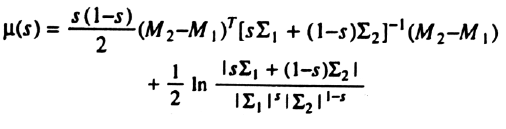 μ(s) = s(1–s)/2 (M₂–M₁)ᵀ[sΣ₁ + (1–s)Σ₂]⁻¹(M₂–M₁)
+ 1/2 ln |sΣ₁ + (1–s)Σ₂| / |Σ₁|ˢ|Σ₂|¹⁻ˢ